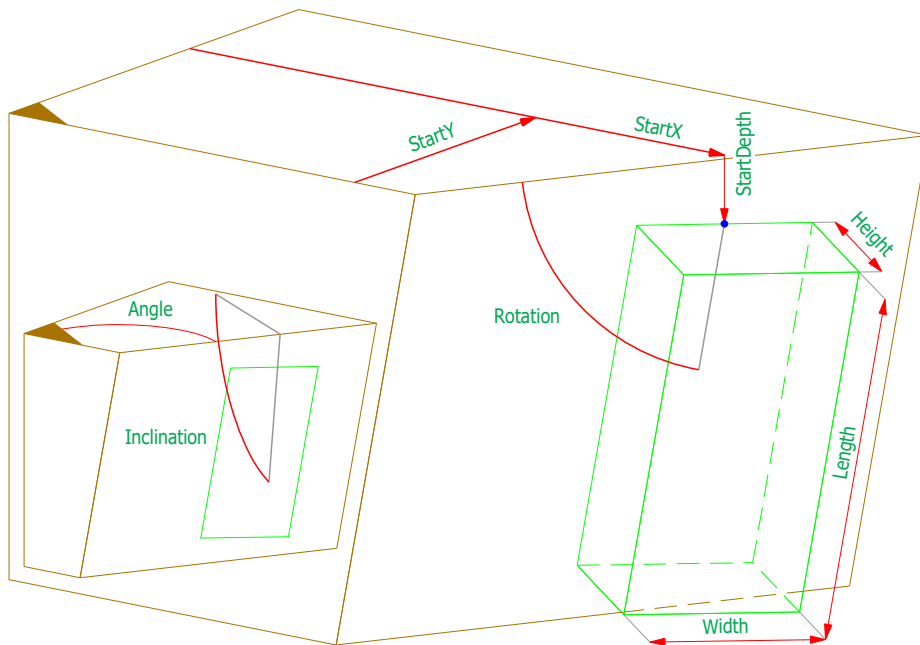 StartY
StartX
StartDepth
Height
Angle
Rotation
Inclination
Length
Width